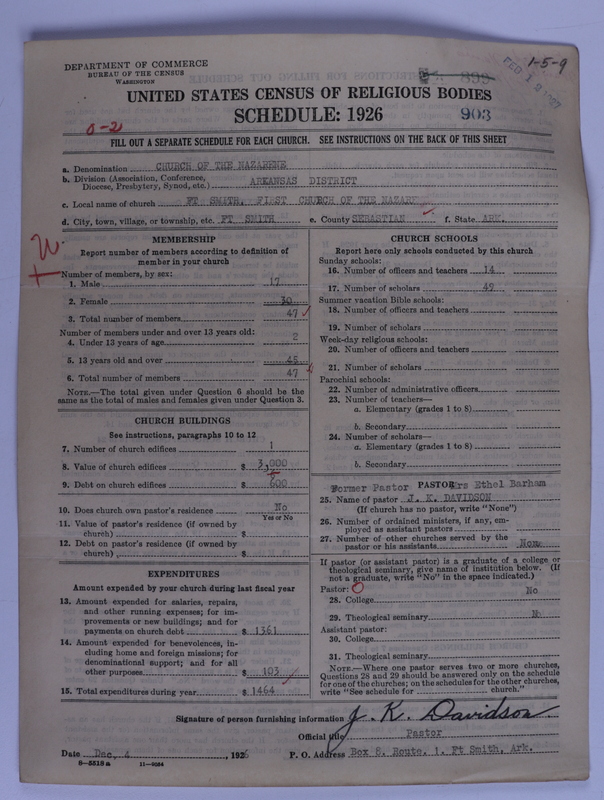 DEPARTMENT OF COMMERCE
BUREAU OF THE CENSUS
WASHINGTON
899
FEB 12 1927
1-5-9
UNITED STATES CENSUS OF RELIGIOUS BODIES
SCHEDULE: 1926
903
0-2
FILL OUT A SEPARATE SCHEDULE FOR EACH CHURCH. SEE INSTRUCTIONS ON THE BACK OF THIS SHEET
a. Denomination CHURCH OF THE NAZARENE
b. Division (Association, Conference, Diocese, Presbytery, Synod, etc.) ARKANSAS DISTRICT
c. Local name of church FT SMITH, FIRST CHURCH OF THE NAZARE
d. City, town, village, or township, etc. FT SMITH e. County SEBASTIAN f. State ARK.
MEMBERSHIP
Report number of members according to definition of
member in your church
Number of members, by sex:
1. Male 17
2. Female 30
3. Total number of members 47
Number of members under and over 13 years old:
4. Under 13 years of age 2
5. 13 years old and over 45
6. Total number of members 47
NOTE.—The total given under Question 6 should be
same as the total of males and females given under Question 3.
CHURCH BUILDINGS
See instructions, paragraphs 10 to 12
7. Number of church edifices 1
8. Value of church edifices $ 3,000
9. Debt on church edifices $ 600
10. Does church own pastor's residence No
Yes or No
11. Value of pastor's residence (if owned by
church) $
12. Debt on pastor's residence (if owned by
church) $
EXPENDITURES
Amount expended by your church during last fiscal year
13. Amount expended for salaries, repairs,
and other running expenses; for im-
provements or new buildings; and for
payments on church debt $ 1361
14. Amount expended for benevolences, in-
cluding home and foreign missions; for
denominational support; and for all
other purposes $ 103
15. Total expenditures during year $ 1464
CHURCH SCHOOLS
Report here only schools conducted by this church
Sunday schools:
16. Number of officers and teachers 14
17. Number of scholars 49
Summer vacation Bible schools:
18. Number of officers and teachers
19. Number of scholars
Week-day religious schools:
20. Number of officers and teachers
21. Number of scholars
Parochial schools:
22. Number of administrative officers
23. Number of teachers—
a. Elementary (grades 1 to 8)
b. Secondary
24. Number of scholars—
a. Elementary (grades 1 to 8)
b. Secondary
Former Pastor PASTOR rs Ethel Barham
25. Name of pastor J. K. DAVIDSON
(If church has no pastor, write "None")
26. Number of ordained ministers, if any, em-
ployed as assistant pastors
27. Number of other churches served by the
pastor or his assistants None
If pastor (or assistant pastor) is a graduate of a college or
theological seminary, give name of institution below. (If
not a graduate, write "No" in the space indicated.)
Pastor: O
28. College No
29. Theological seminary No
Assistant pastor:
30. College
31. Theological seminary
NOTE.—Where one pastor serves two or more churches,
Questions 28 and 29 should be answered only on the schedule
for one of the churches; on the schedules for the other churches,
write "See schedule for church."
Signature of person furnishing information J. K. Davidson
Official title Pastor
Date Dec, 4, 1926 P. O. Address Box 8. Route. 1. Ft Smith, Ark.
8-5518a 11-9064